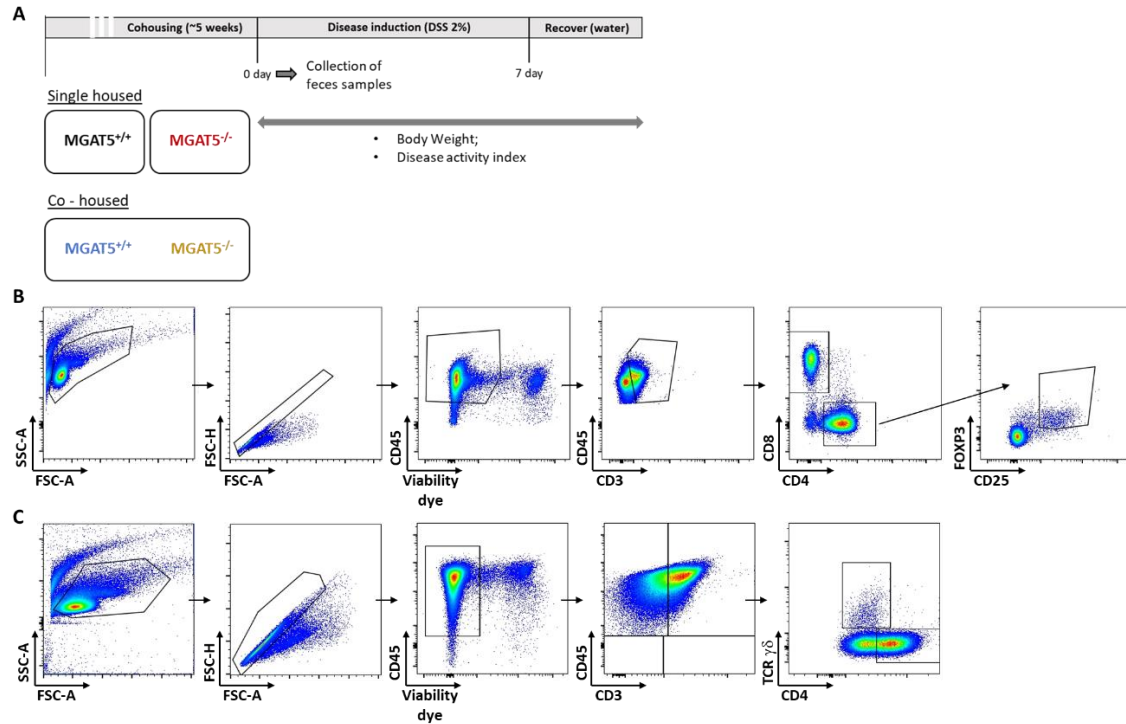 A
Cohousing (~5 weeks)
Disease induction (DSS 2%)
Recover (water)
0 day
Collection of
feces samples
7 day
Single housed
MGAT5+/+
MGAT5-/-
• Body Weight;
• Disease activity index
Co - housed
MGAT5+/+
MGAT5-/-
B
SSC-A
FSC-A
FSC-H
FSC-A
CD45
Viability
dye
CD45
CD3
CD8
CD4
FOXP3
CD25
C
SSC-A
FSC-A
FSC-H
FSC-A
CD45
Viability
dye
CD45
CD3
TCR γδ
CD4